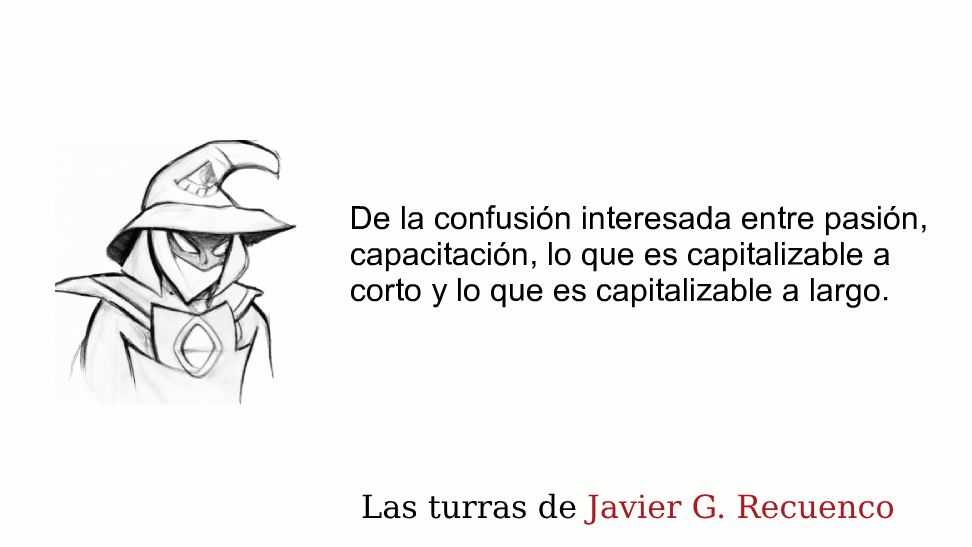 De la confusión interesada entre pasión,
capacitación, lo que es capitalizable a
corto y lo que es capitalizable a largo.
Las turras de Javier G. Recuenco